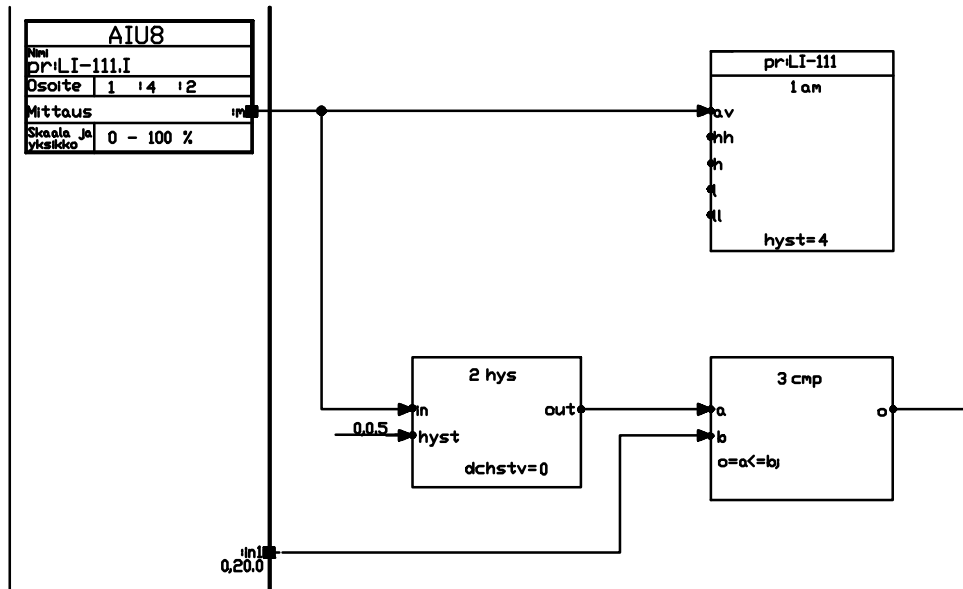 AIU8
Nimi
pri:LI-111.I
Osoite 1 :4 :2
Mittaus :m
Skaala ja
yksikko 0 - 100 %
pri:LI-111
1 am
av
hh
h
l
ll
hyst=4
2 hys
in
out
0,0.5
hyst
dchstv=0
3 cmp
a
o
b
o=a<=b;
:in1
0,20.0